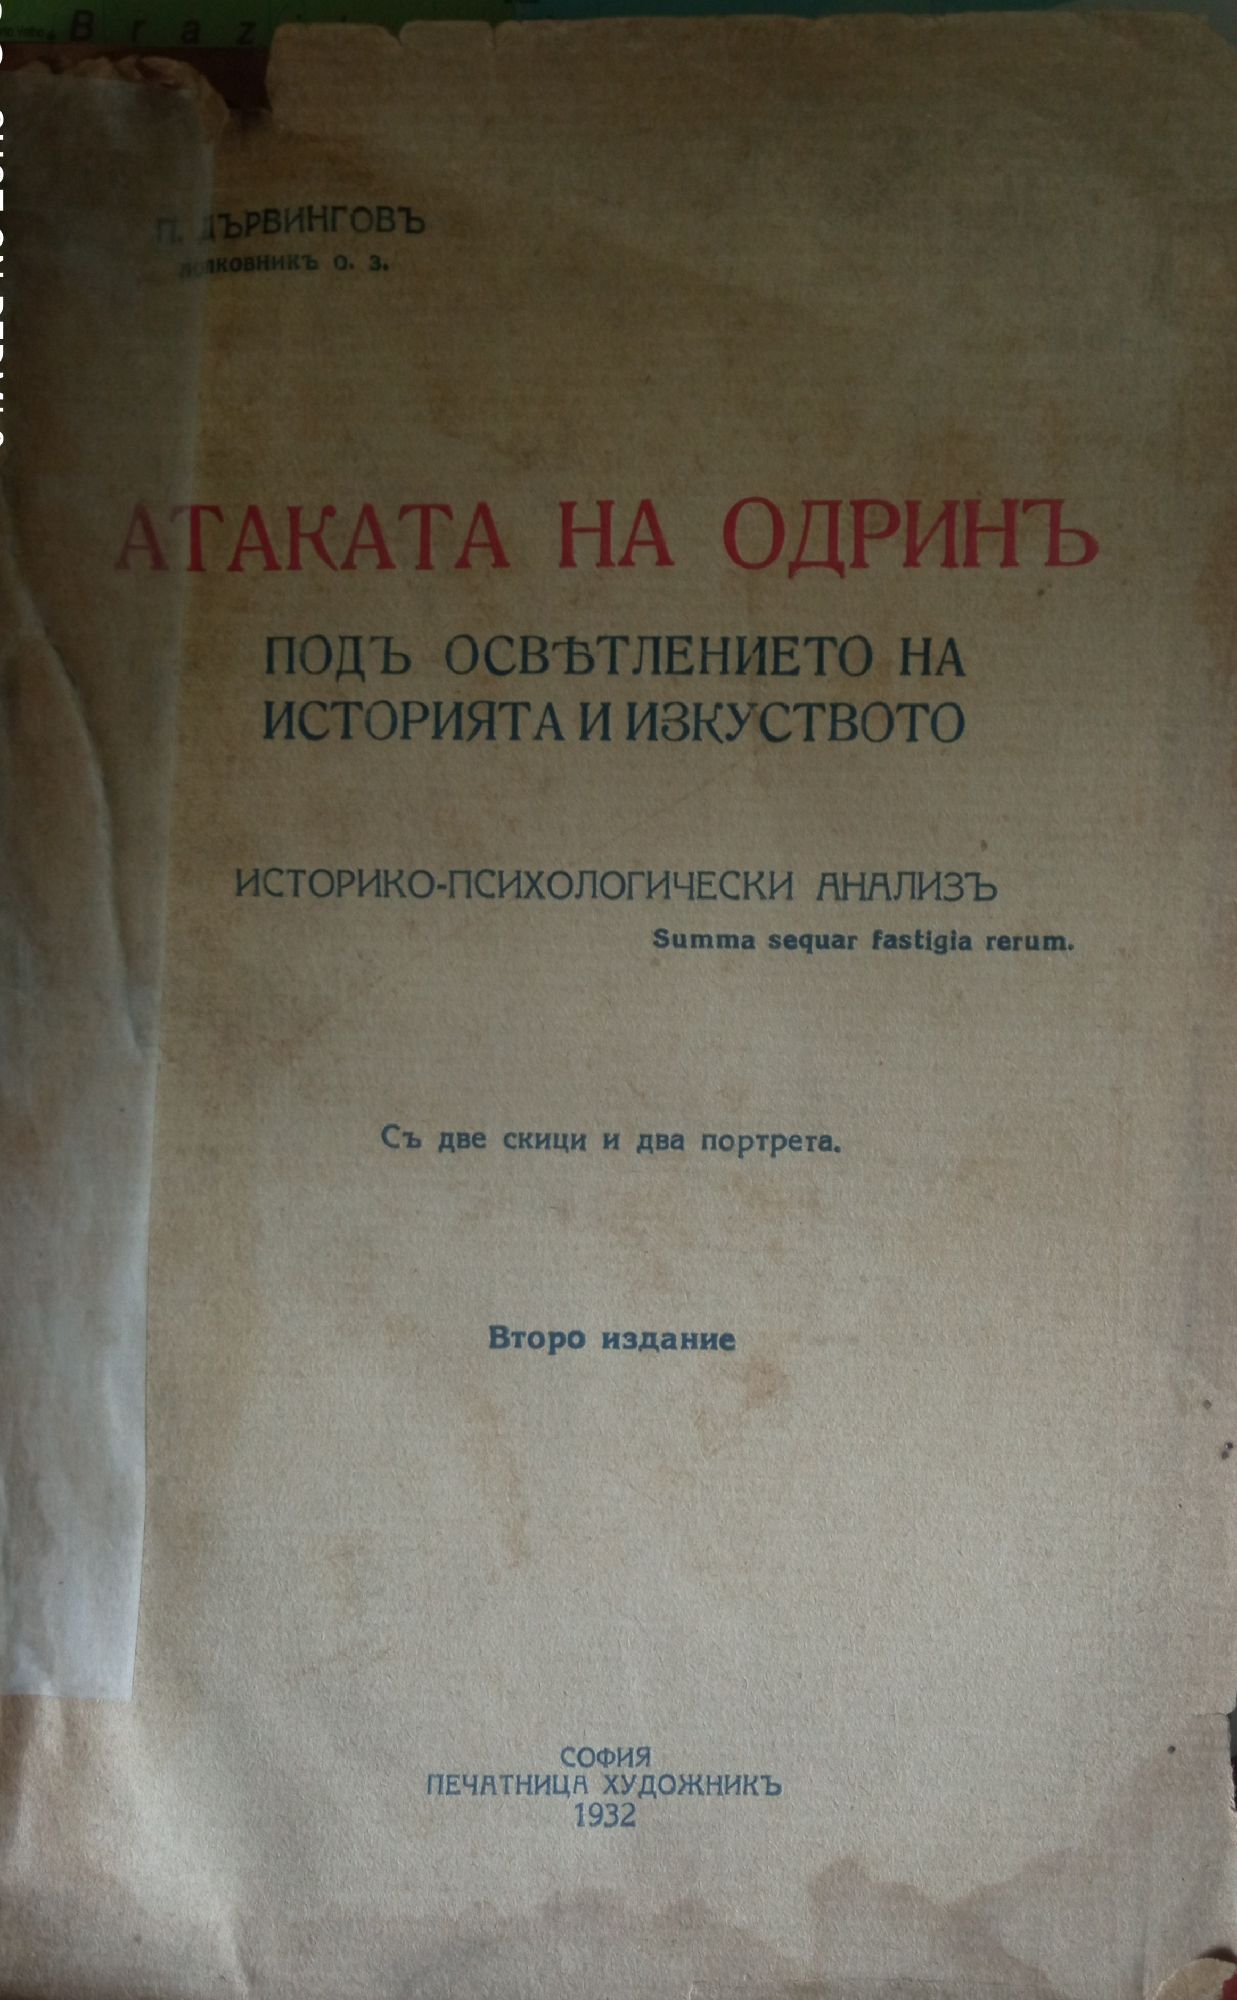 Brazi
П. ДЪРВИНГОВЪ
ПОЛКОВНИКЪ О. З.
АТАКАТА НА ОДРИНЪ
ПОДЪ ОСВѢТЛЕНИЕТО НА
ИСТОРИЯТА И ИЗКУСТВОТО
ИСТОРИКО-ПСИХОЛОГИЧЕСКИ АНАЛИЗЪ
Summa sequar fastigia rerum.
Съ две скици и два портрета.
Второ издание
СОФИЯ
ПЕЧАТНИЦА ХУДОЖНИКЪ
1932